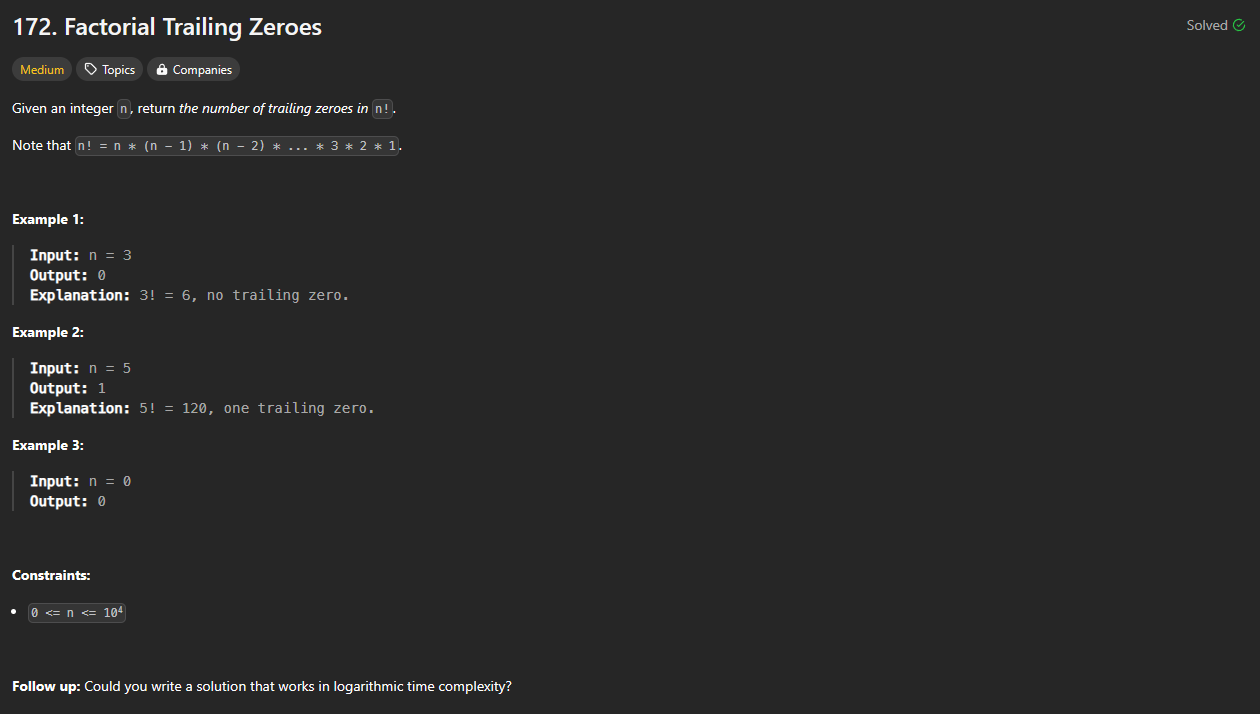 172. Factorial Trailing Zeroes
Solved
Medium Topics Companies
Given an integer n, return the number of trailing zeroes in n!.
Note that n! = n * (n - 1) * (n - 2) * ... * 3 * 2 * 1.
Example 1:
Input: n = 3
Output: 0
Explanation: 3! = 6, no trailing zero.
Example 2:
Input: n = 5
Output: 1
Explanation: 5! = 120, one trailing zero.
Example 3:
Input: n = 0
Output: 0
Constraints:
• 0 <= n <= 10⁴
Follow up: Could you write a solution that works in logarithmic time complexity?